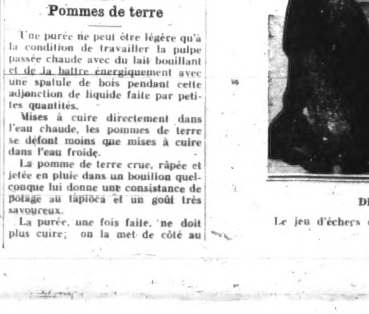 Pommes de terre
Une purée ne peut être légère qu'à
la condition de travailler la pulpe
passée chaude avec du lait bouillant
et de la battre énergiquement avec
une spatule de bois pendant cette
adjonction de liquide faite par peti-
tes quantités.
Mises à cuire directement dans
l'eau chaude, les pommes de terre
se défont moins que mises à cuire
dans l'eau froide.
La pomme de terre crue, râpée et
jetée en pluie dans un bouillon quel-
conque lui donne une consistance de
potage au tapioca et un goût très
savoureux.
La purée, une fois faite, ne doit
plus cuire; on la met de côté au
Le jeu d'échers